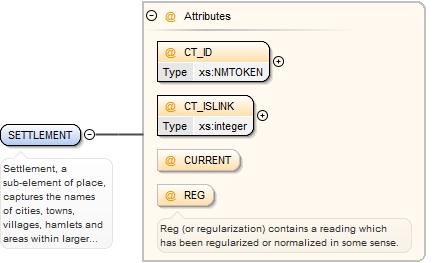 @ Attributes
@ CT_ID
Type xs:NMTOKEN
@ CT_ISLINK
Type xs:integer
SETTLEMENT
@ CURRENT
Settlement, a
sub-element of place,
captures the names
of cities, towns,
villages, hamlets and
areas within larger...
@ REG
Reg (or regularization) contains a reading which
has been regularized or normalized in some sense.